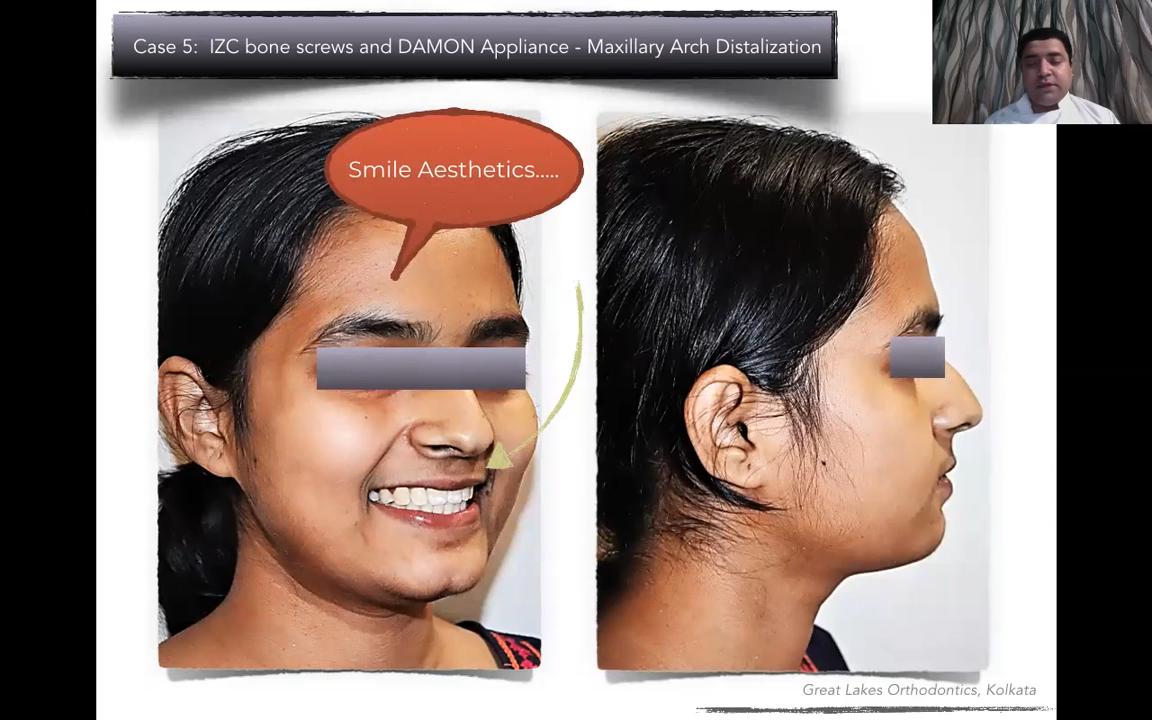 Case 5: IZC bone screws and DAMON Appliance - Maxillary Arch Distalization
Smile Aesthetics.....
Great Lakes Orthodontics, Kolkata